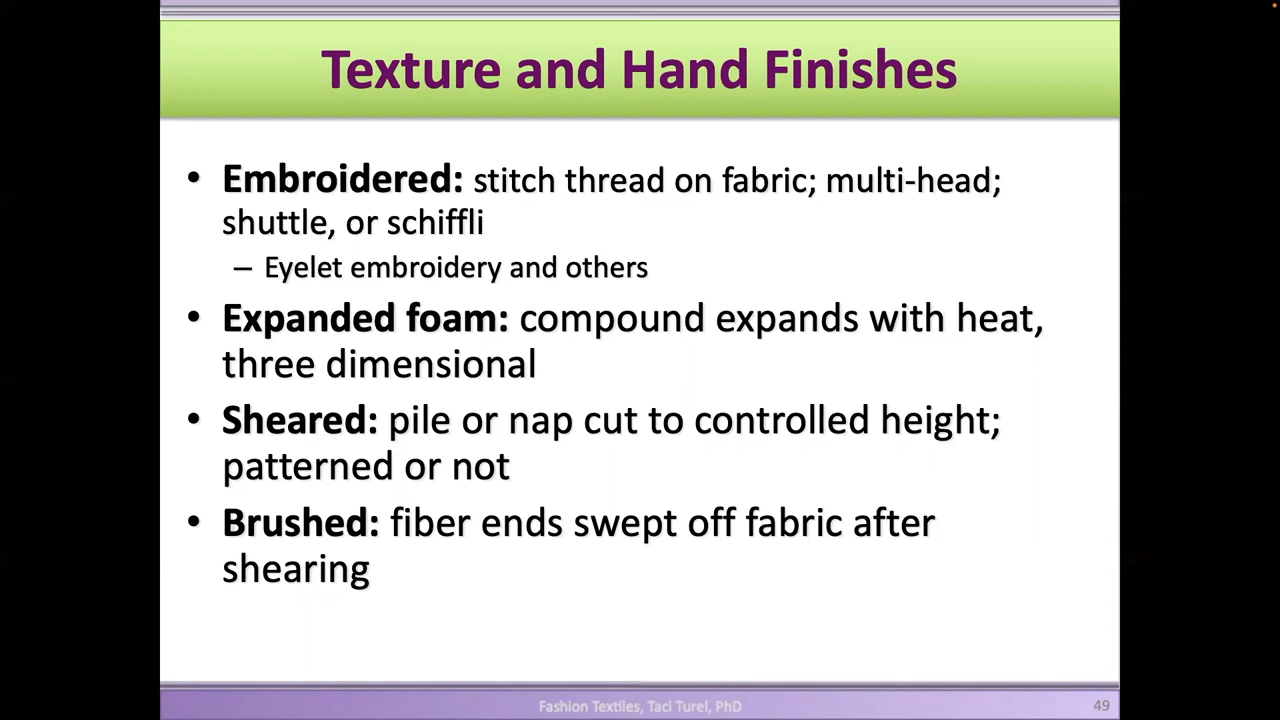 Texture and Hand Finishes
• Embroidered: stitch thread on fabric; multi-head;
shuttle, or schiffli
– Eyelet embroidery and others
• Expanded foam: compound expands with heat,
three dimensional
• Sheared: pile or nap cut to controlled height;
patterned or not
• Brushed: fiber ends swept off fabric after
shearing
Fashion Textiles, Taci Turel, PhD
49